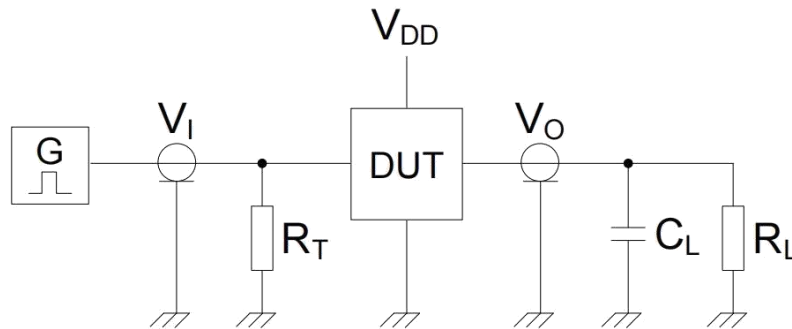 V_DD
V_I
V_O
G
DUT
R_T
C_L
R_L